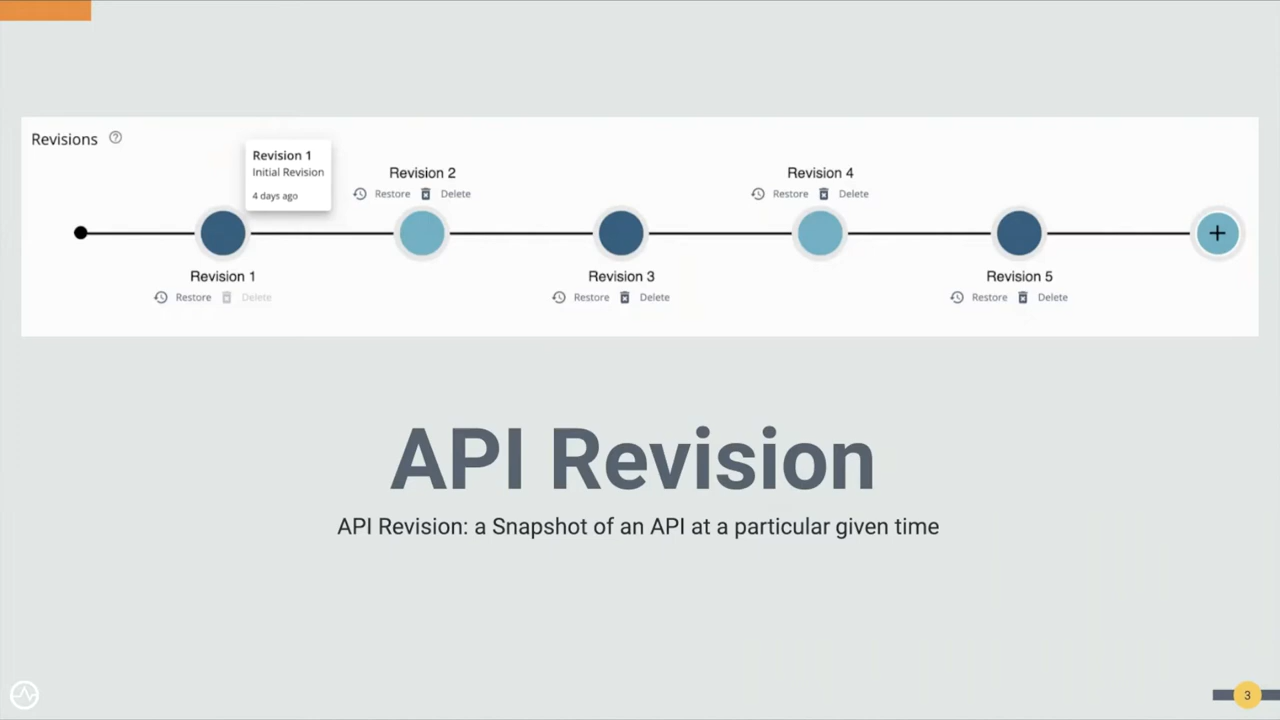 Revisions
Revision 1
Initial Revision
4 days ago
Revision 2
Restore Delete
Revision 4
Restore Delete
+
Revision 1
Restore Delete
Revision 3
Restore Delete
Revision 5
Restore Delete
API Revision
API Revision: a Snapshot of an API at a particular given time
3